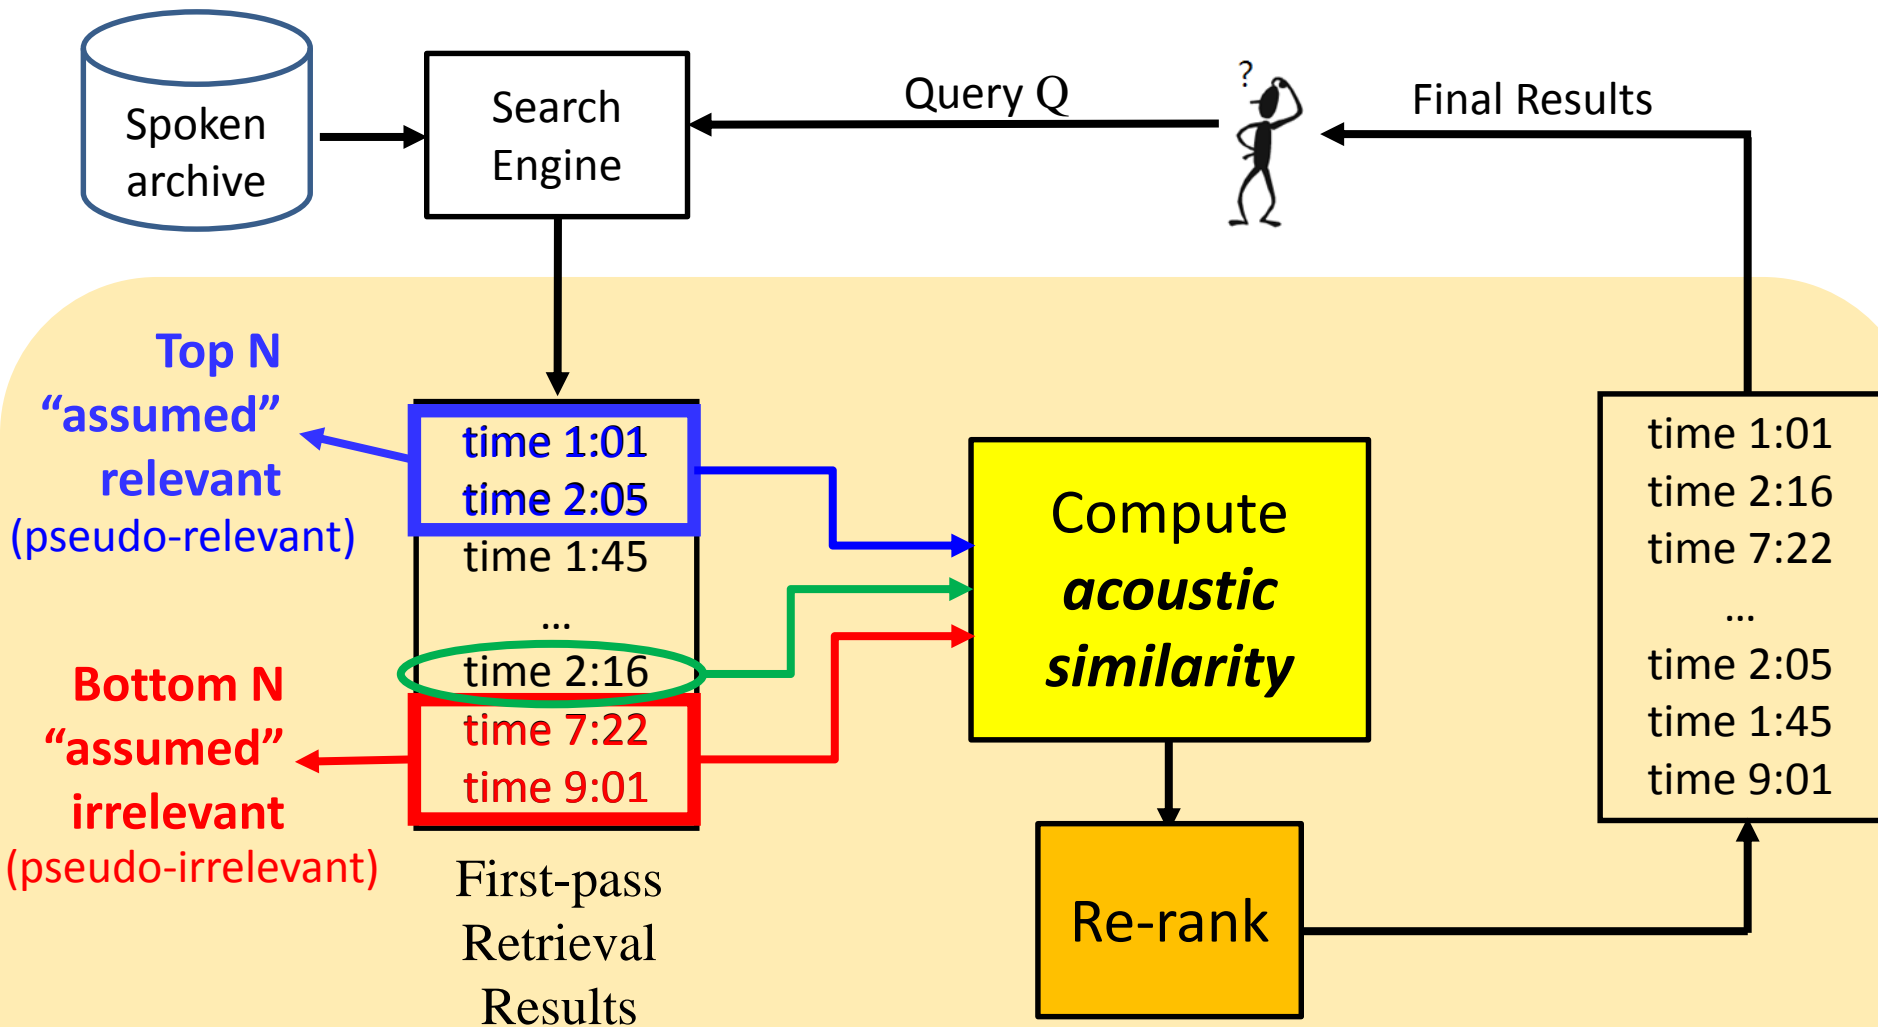 Spoken
archive
Search
Engine
Query Q
?
Final Results
Top N
“assumed”
relevant
(pseudo-relevant)
Bottom N
“assumed”
irrelevant
(pseudo-irrelevant)
time 1:01
time 2:05
time 1:45
...
time 2:16
time 7:22
time 9:01
First-pass
Retrieval
Results
Compute
acoustic
similarity
Re-rank
time 1:01
time 2:16
time 7:22
...
time 2:05
time 1:45
time 9:01